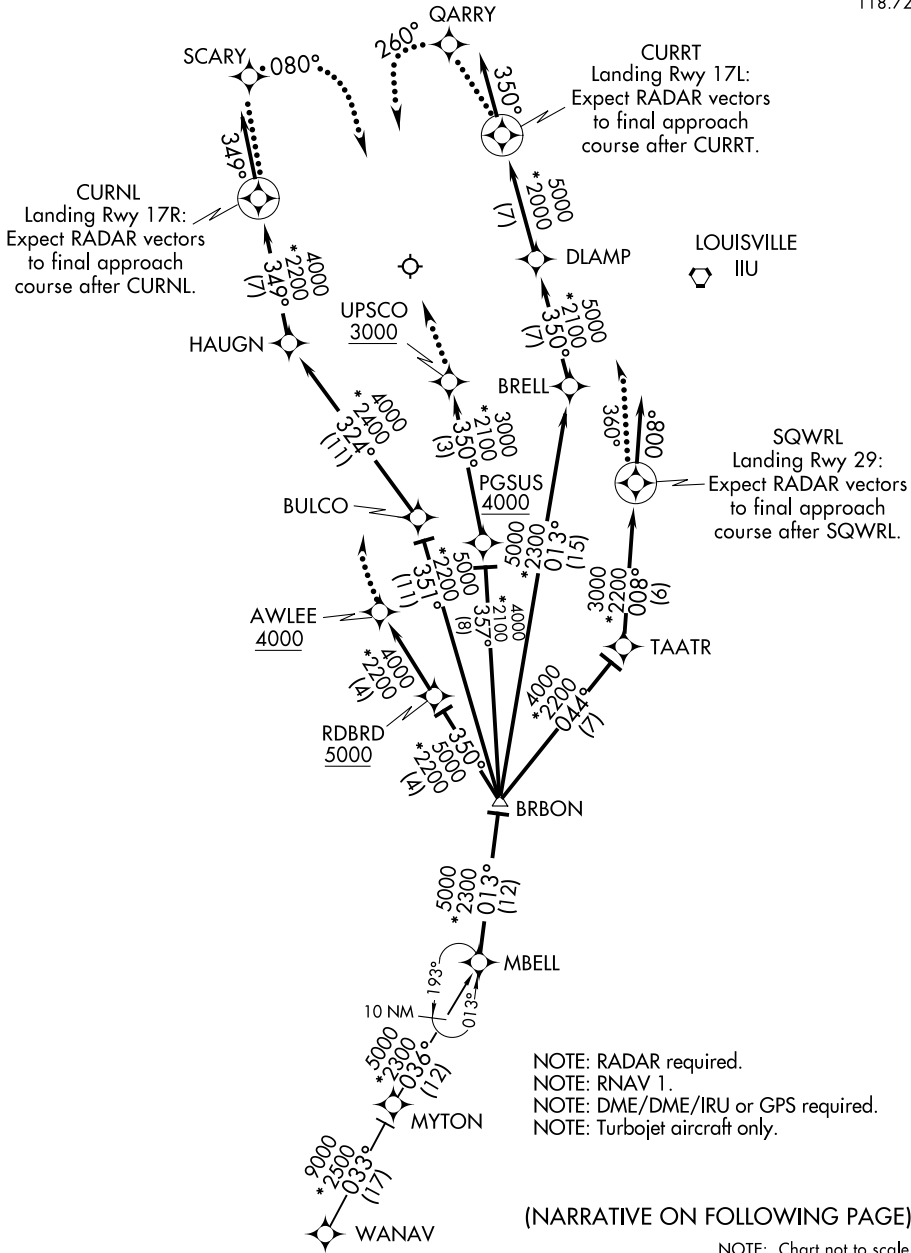 118.72
QARRY
SCARY
080°
260°
350°
CURRT
Landing Rwy 17L:
Expect RADAR vectors
to final approach
course after CURRT.
349°
CURNL
Landing Rwy 17R:
Expect RADAR vectors
to final approach
course after CURNL.
5000
*2000
(7)
DLAMP
LOUISVILLE
IIU
4000
*2200
349°
(7)
HAUGN
UPSCO
3000
5000
*2100
350°
(7)
BRELL
4000
*2400
324°
(11)
3000
*2100
350°
(3)
360°
008°
SQWRL
Landing Rwy 29:
Expect RADAR vectors
to final approach
course after SQWRL.
PGSUS
4000
BULCO
5000
*2300
013°
(15)
5000
*2200
351°
(11)
4000
*2100
357°
(8)
3000
*2200
008°
(6)
AWLEE
4000
TAATR
4000
*2200
(4)
4000
*2200
044°
(7)
RDBRD
5000
350°
5000
*2200
(4)
BRBON
5000
*2300
013°
(12)
MBELL
193°
013°
10 NM
5000
*2300
036°
(12)
MYTON
NOTE: RADAR required.
NOTE: RNAV 1.
NOTE: DME/DME/IRU or GPS required.
NOTE: Turbojet aircraft only.
9000
*2500
033°
(17)
WANAV
(NARRATIVE ON FOLLOWING PAGE)
NOTE: Chart not to scale